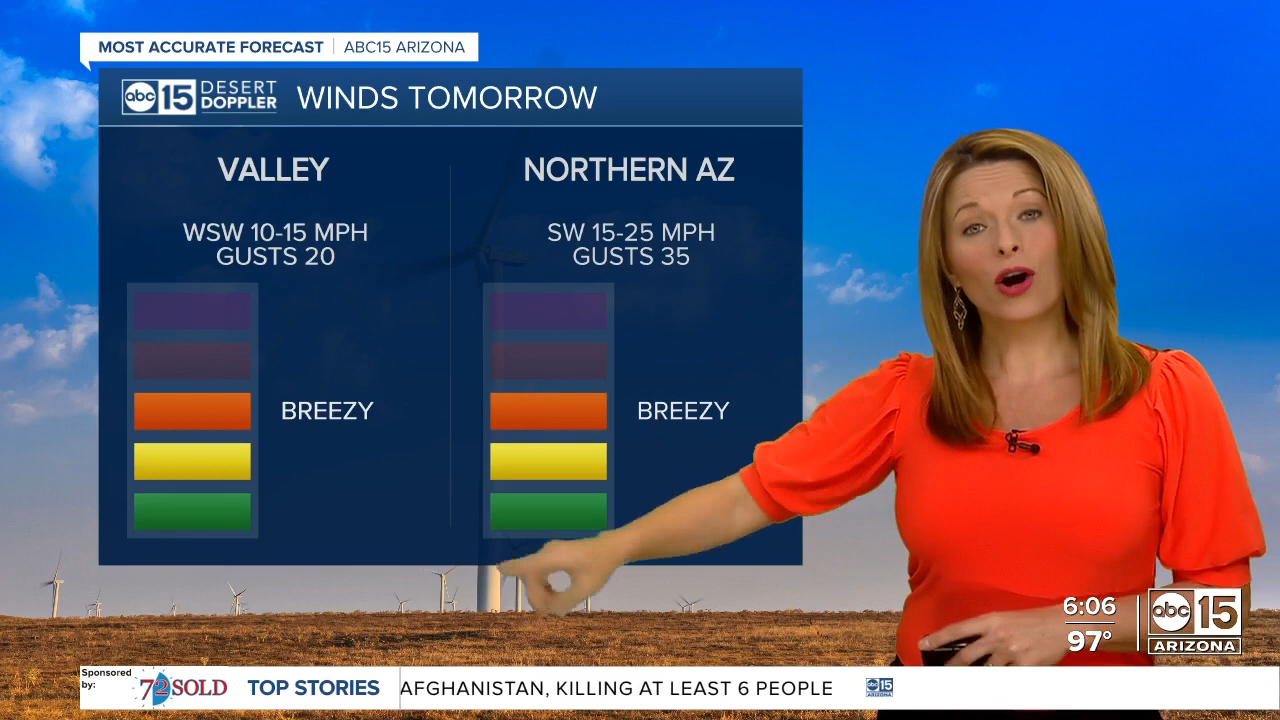 MOST ACCURATE FORECAST | ABC15 ARIZONA
abc 15 DESERT DOPPLER WINDS TOMORROW
VALLEY
WSW 10-15 MPH
GUSTS 20
BREEZY
NORTHERN AZ
SW 15-25 MPH
GUSTS 35
BREEZY
6:06
97°
abc 15
ARIZONA
Sponsored
by:
72SOLD
TOP STORIES
AFGHANISTAN, KILLING AT LEAST 6 PEOPLE
abc 15
ARIZONA